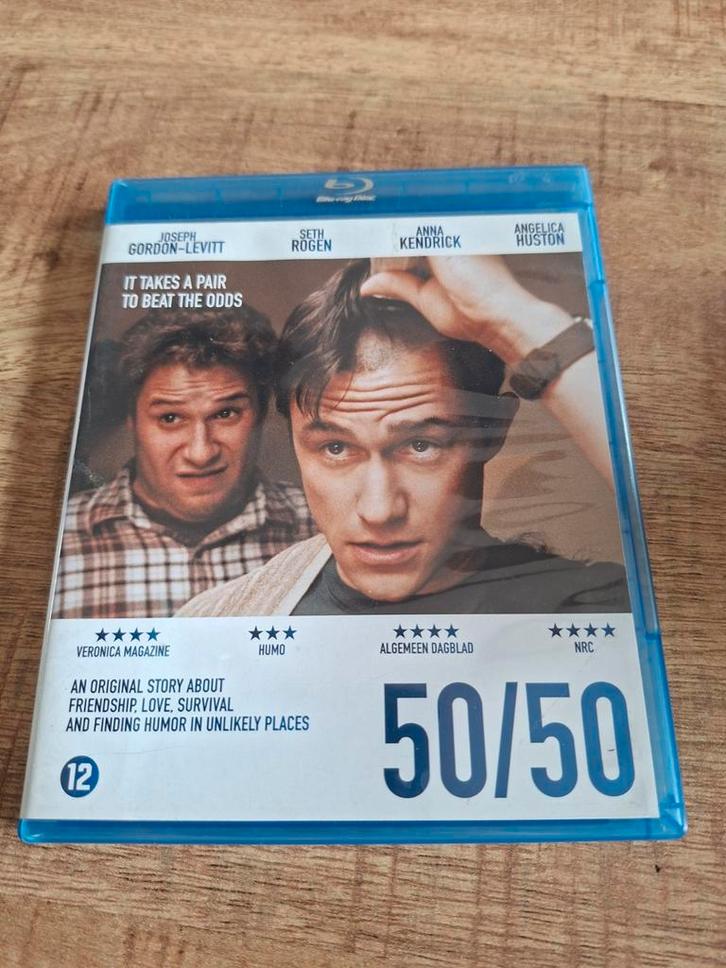 Blu-ray Disc
JOSEPH GORDON-LEVITT
SETH ROGEN
ANNA KENDRICK
ANGELICA HUSTON
IT TAKES A PAIR
TO BEAT THE ODDS
★★★★
VERONICA MAGAZINE
★★★
HUMO
★★★★
ALGEMEEN DAGBLAD
★★★★
NRC
AN ORIGINAL STORY ABOUT
FRIENDSHIP, LOVE, SURVIVAL
AND FINDING HUMOR IN UNLIKELY PLACES
50/50
12